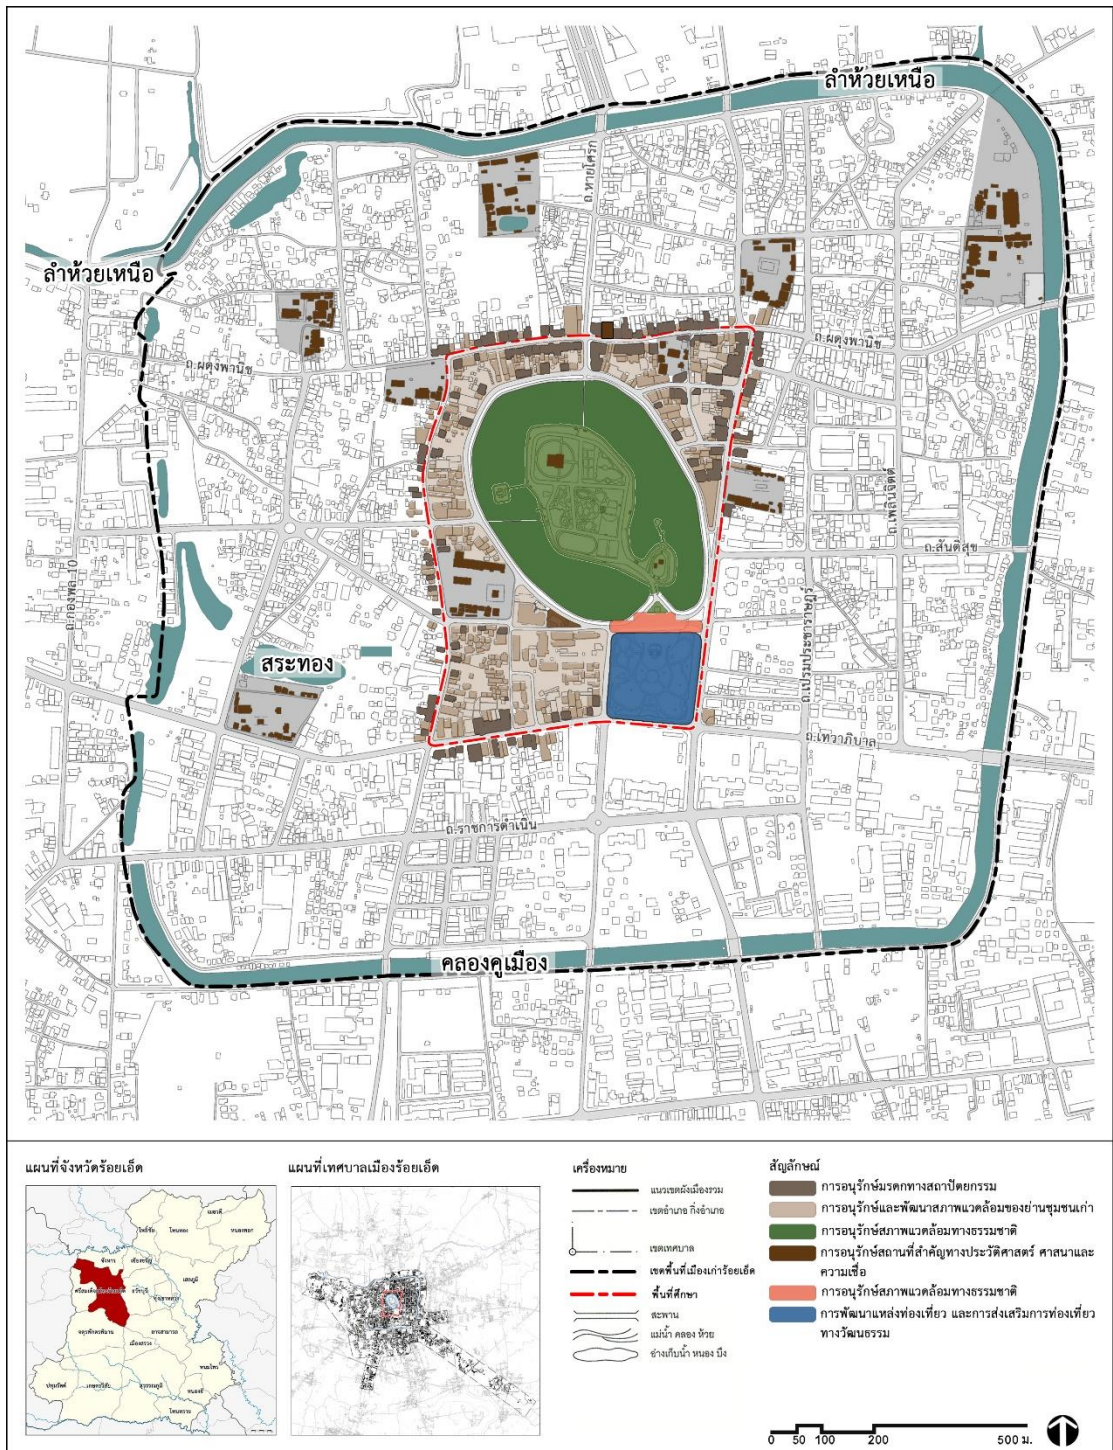 ลำห้วยเหนือ
ถ.หายโศรก
ลำห้วยเหนือ
ถ.ผดุงพานิช
ถ.ผดุงพานิช
ถ.เพลินจิตต์
ถ.สันติสุข
ถ.กองพล 10
ถ.เปรมประชาราษฎร์
สระทอง
ถ.เทวาภิบาล
ถ.ราชการดำเนิน
คลองคูเมือง
แผนที่จังหวัดร้อยเอ็ด
แผนที่เทศบาลเมืองร้อยเอ็ด
เครื่องหมาย
แนวเขตผังเมืองรวม
เขตอำเภอ กิ่งอำเภอ
เขตเทศบาล
เขตพื้นที่เมืองเก่าร้อยเอ็ด
พื้นที่ศึกษา
สะพาน
แม่น้ำ คลอง ห้วย
อ่างเก็บน้ำ หนอง บึง
สัญลักษณ์
การอนุรักษ์มรดกทางสถาปัตยกรรม
การอนุรักษ์และพัฒนาสภาพแวดล้อมของย่านชุมชนเก่า
การอนุรักษ์สภาพแวดล้อมทางธรรมชาติ
การอนุรักษ์สถานที่สำคัญทางประวัติศาสตร์ ศาสนาและ
ความเชื่อ
การอนุรักษ์สภาพแวดล้อมทางธรรมชาติ
การพัฒนาแหล่งท่องเที่ยว และการส่งเสริมการท่องเที่ยว
ทางวัฒนธรรม
0 50 100 200 500 ม.